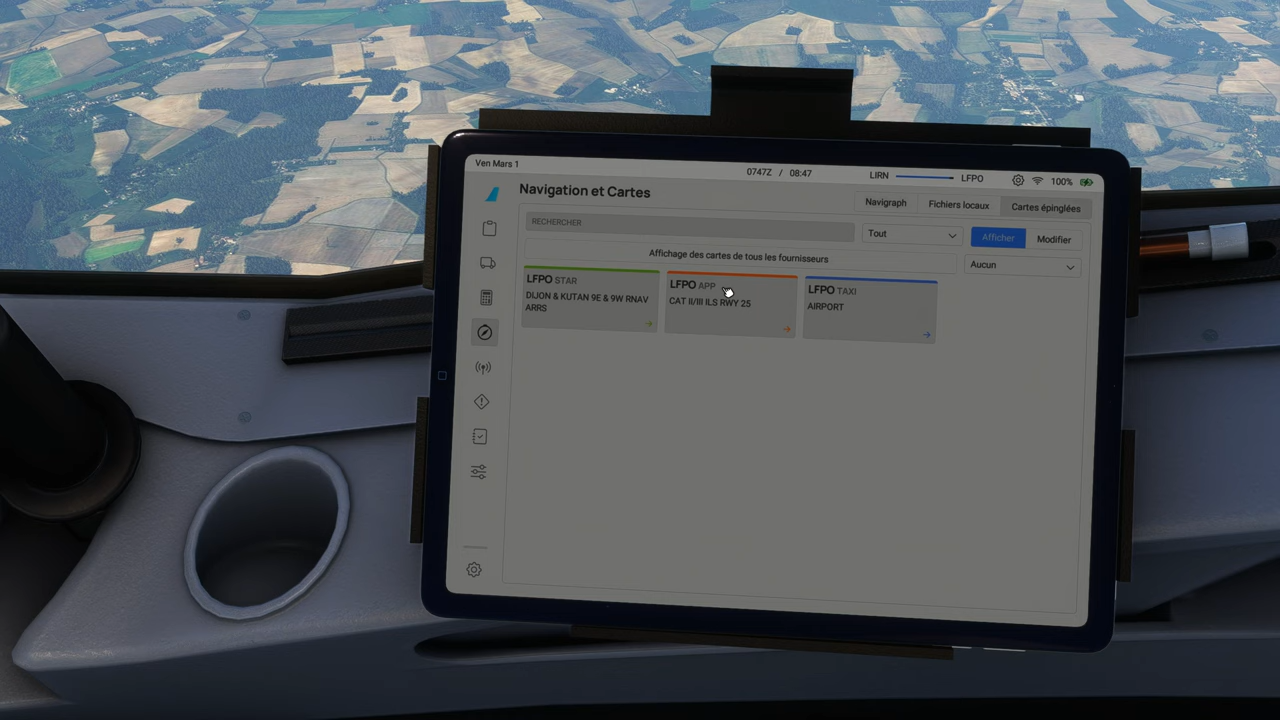 Ven Mars 1
0747Z / 08:47
LIRN LFPO
100%
Navigation et Cartes
Navigraph
Fichiers locaux
Cartes épinglées
RECHERCHER
Tout
Afficher
Modifier
Affichage des cartes de tous les fournisseurs
Aucun
LFPO STAR
DIJON & KUTAN 9E & 9W RNAV
ARRS
LFPO APP
CAT II/III ILS RWY 25
LFPO TAXI
AIRPORT